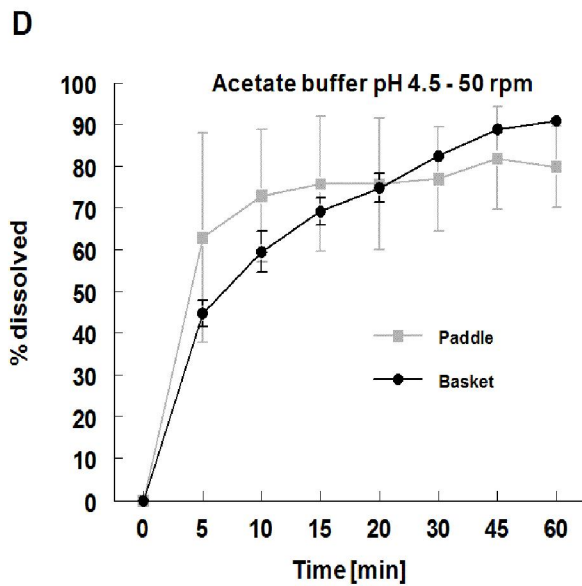 D
Acetate buffer pH 4.5 - 50 rpm
100
90
80
70
60
50
40
30
20
10
0
% dissolved
Paddle
Basket
0 5 10 15 20 30 45 60
Time [min]